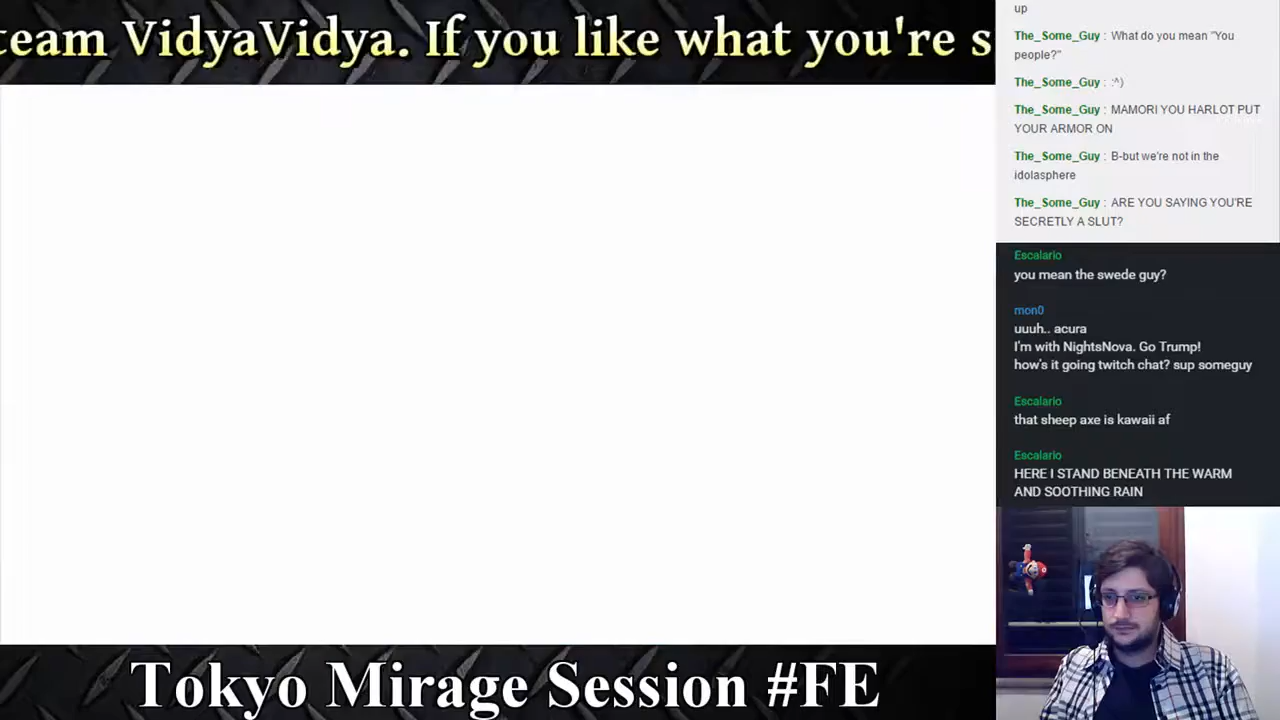 team VidyaVidya. If you like what you're s
up
The_Some_Guy : What do you mean "You
people?"
The_Some_Guy : :^)
The_Some_Guy : MAMORI YOU HARLOT PUT
YOUR ARMOR ON
The_Some_Guy : B-but we're not in the
idolasphere
The_Some_Guy : ARE YOU SAYING YOU'RE
SECRETLY A SLUT?
Escalario
you mean the swede guy?
mon0
uuuh.. acura
I'm with NightsNova. Go Trump!
how's it going twitch chat? sup someguy
Escalario
that sheep axe is kawaii af
Escalario
HERE I STAND BENEATH THE WARM
AND SOOTHING RAIN
Tokyo Mirage Session #FE